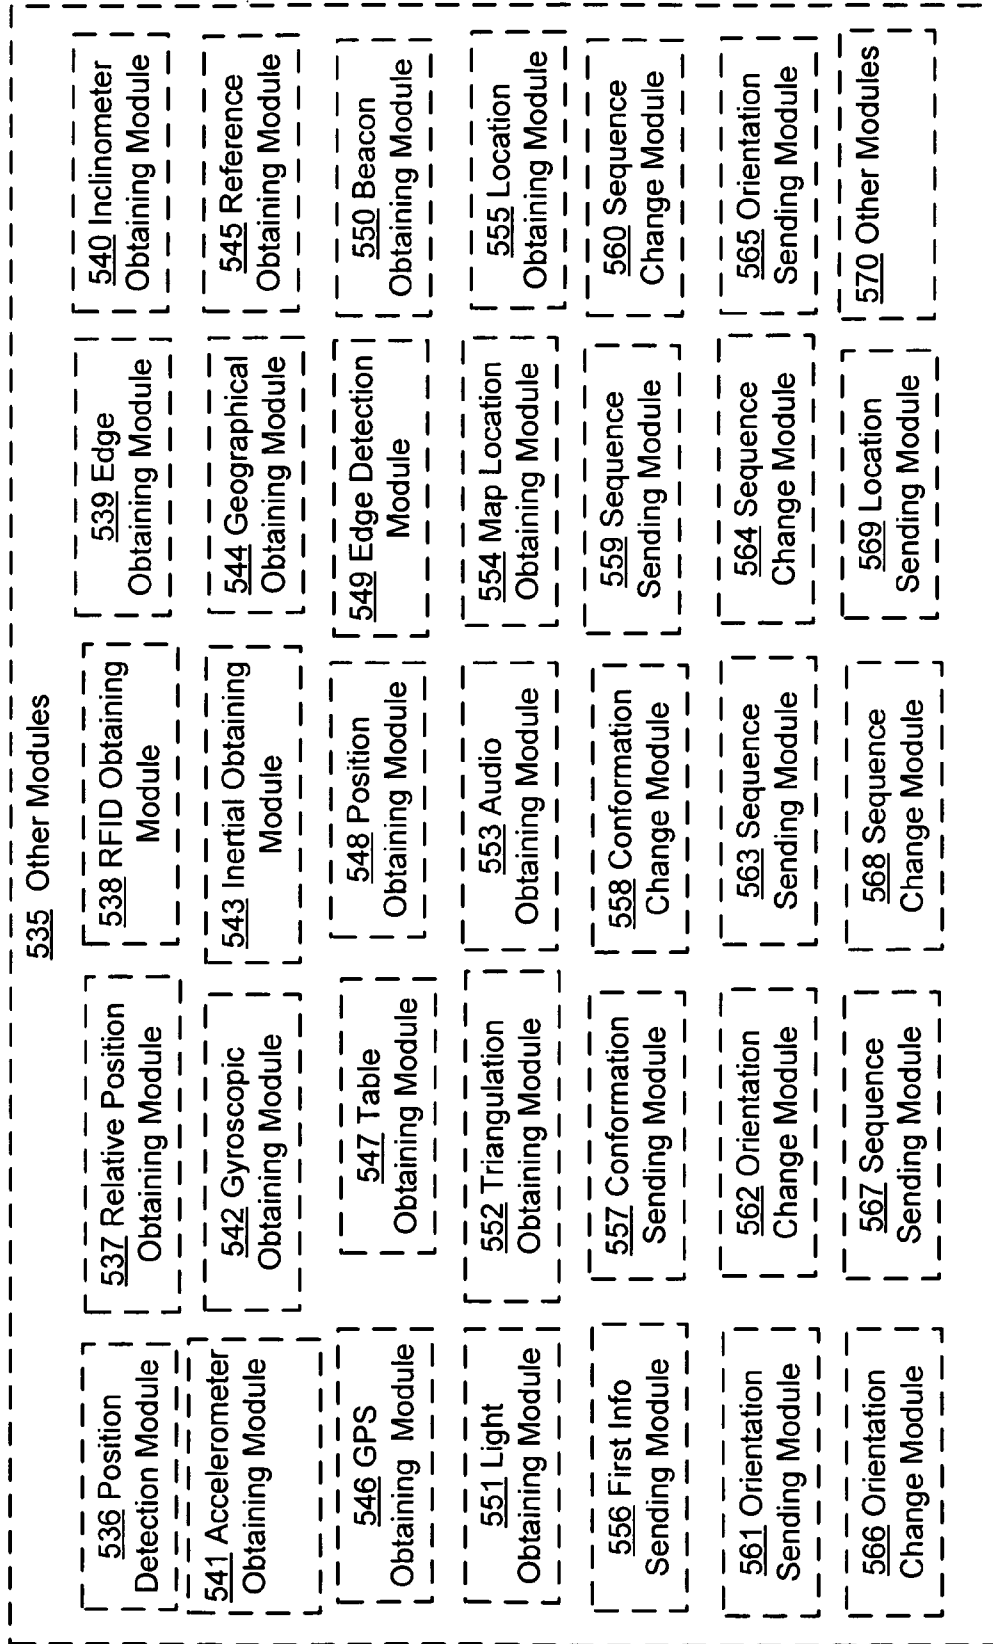 535 Other Modules
536 Position
Detection Module
537 Relative Position
Obtaining Module
538 RFID Obtaining
Module
539 Edge
Obtaining Module
540 Inclinometer
Obtaining Module
541 Accelerometer
Obtaining Module
542 Gyroscopic
Obtaining Module
543 Inertial Obtaining
Module
544 Geographical
Obtaining Module
545 Reference
Obtaining Module
546 GPS
Obtaining Module
547 Table
Obtaining Module
548 Position
Obtaining Module
549 Edge Detection
Module
550 Beacon
Obtaining Module
551 Light
Obtaining Module
552 Triangulation
Obtaining Module
553 Audio
Obtaining Module
554 Map Location
Obtaining Module
555 Location
Obtaining Module
556 First Info
Sending Module
557 Conformation
Sending Module
558 Conformation
Change Module
559 Sequence
Sending Module
560 Sequence
Change Module
561 Orientation
Sending Module
562 Orientation
Change Module
563 Sequence
Sending Module
564 Sequence
Change Module
565 Orientation
Sending Module
566 Orientation
Change Module
567 Sequence
Sending Module
568 Sequence
Change Module
569 Location
Sending Module
570 Other Modules